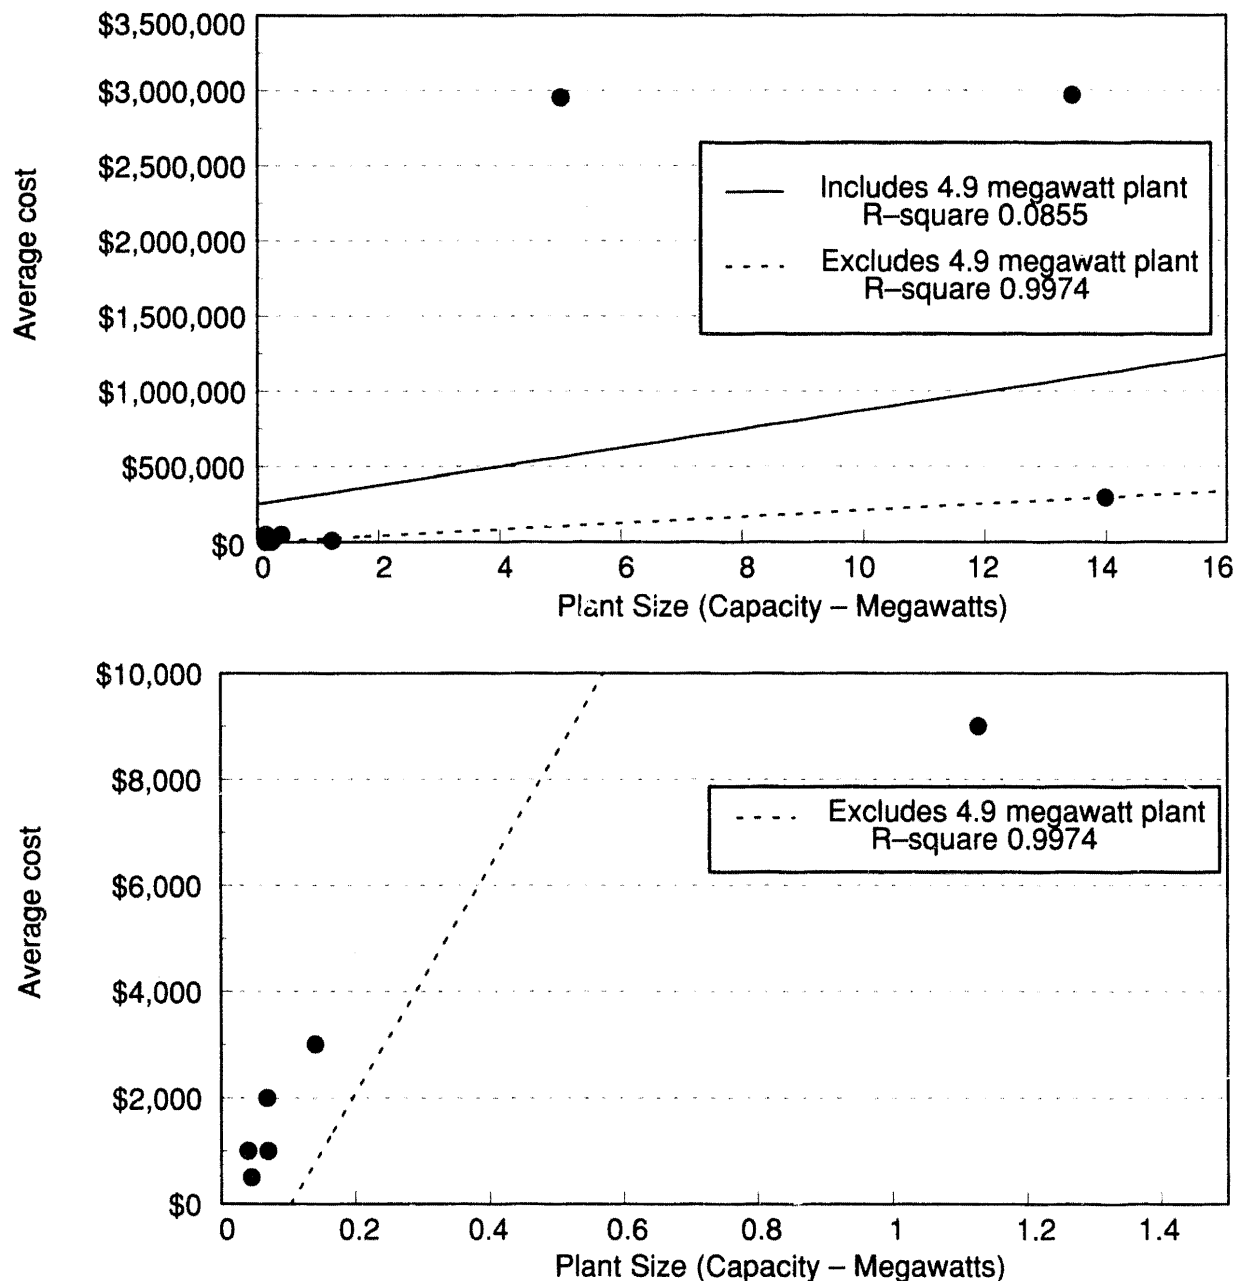 $3,500,000
$3,000,000
$2,500,000
$2,000,000
$1,500,000
$1,000,000
$500,000
$0
Average cost
Includes 4.9 megawatt plant
R–square 0.0855
Excludes 4.9 megawatt plant
R–square 0.9974
0 2 4 6 8 10 12 14 16
Plant Size (Capacity – Megawatts)
$10,000
$8,000
$6,000
$4,000
$2,000
$0
Average cost
Excludes 4.9 megawatt plant
R–square 0.9974
0 0.2 0.4 0.6 0.8 1 1.2 1.4
Plant Size (Capacity – Megawatts)